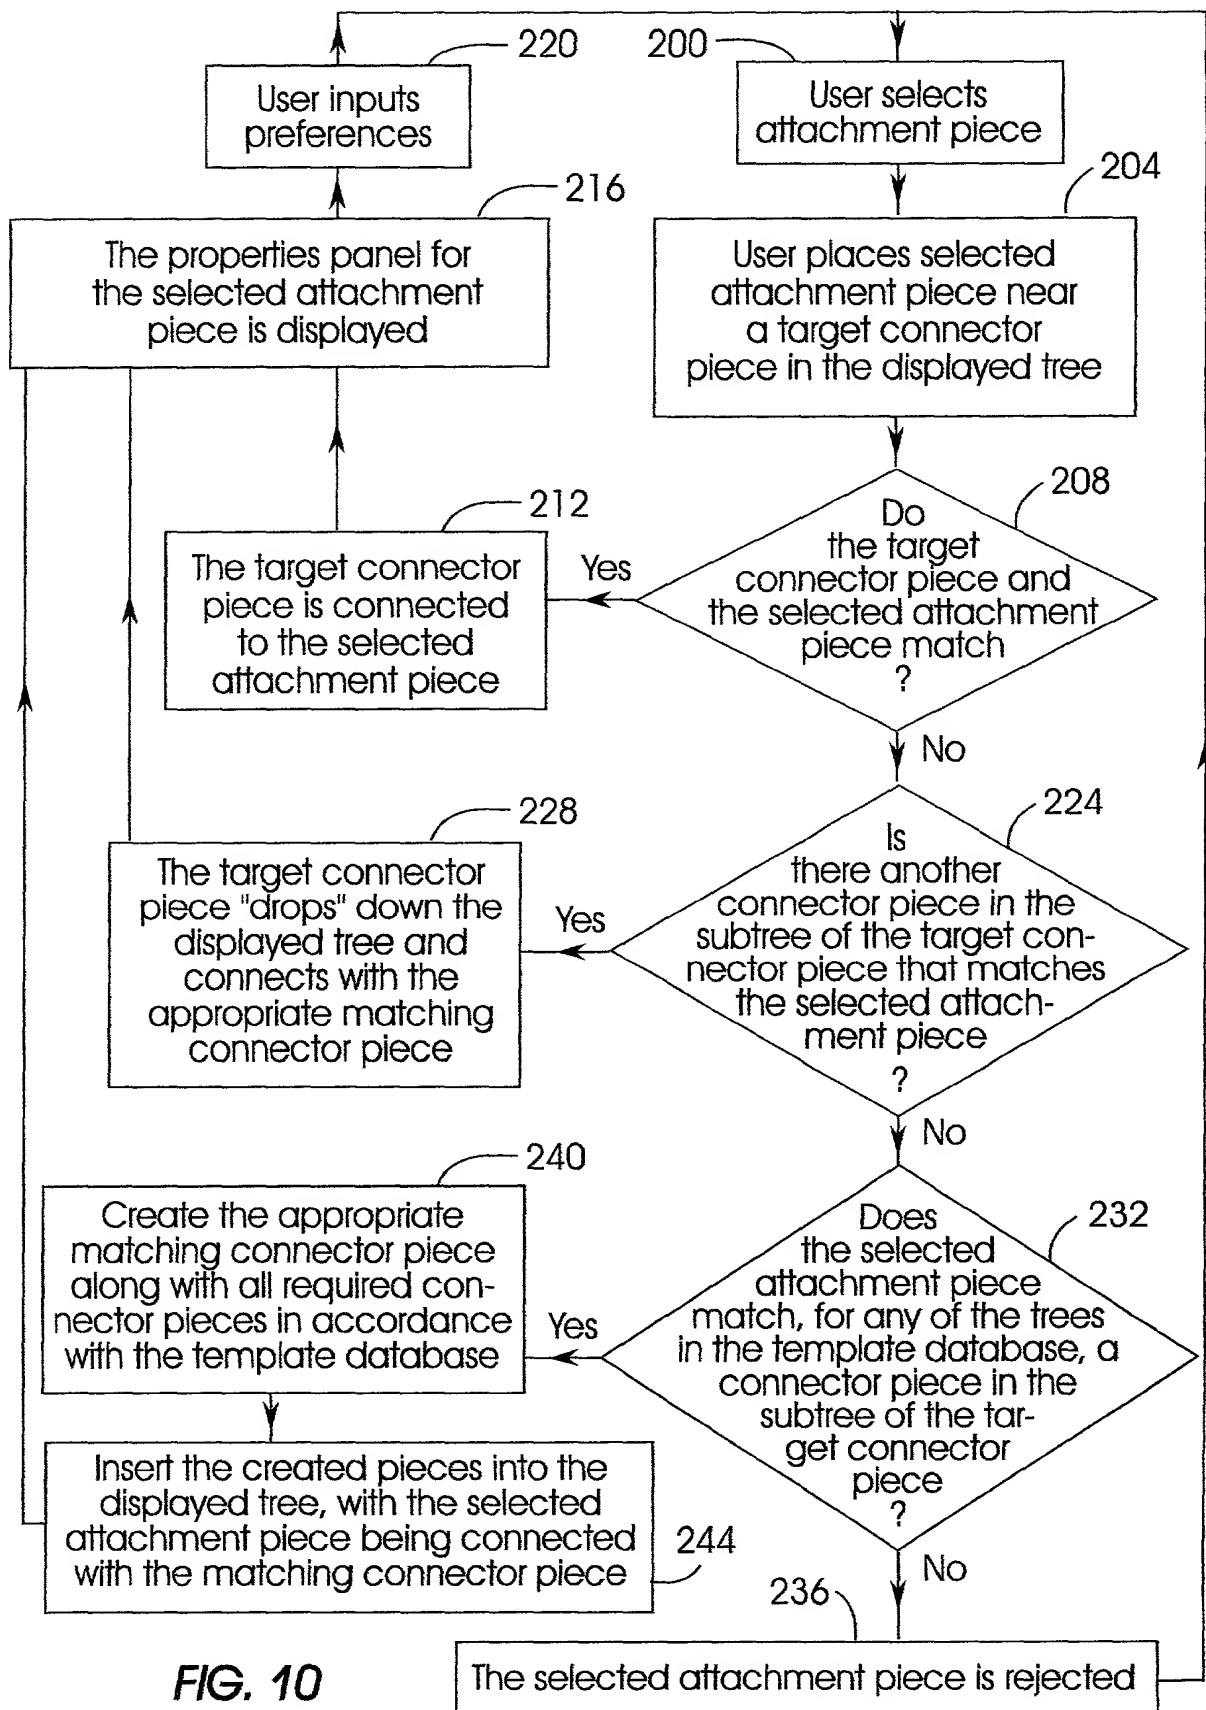 220
200
User inputs
preferences
User selects
attachment piece
216
204
The properties panel for
the selected attachment
piece is displayed
User places selected
attachment piece near
a target connector
piece in the displayed tree
208
212
Do
the target
connector piece and
the selected attachment
piece match
?
Yes
The target connector
piece is connected
to the selected
attachment piece
No
224
228
Is
there another
connector piece in the
subtree of the target con-
nector piece that matches
the selected attach-
ment piece
?
Yes
The target connector
piece "drops" down the
displayed tree and
connects with the
appropriate matching
connector piece
No
240
232
Does
the selected
attachment piece
match, for any of the trees
in the template database, a
connector piece in the
subtree of the tar-
get connector
piece
?
Yes
Create the appropriate
matching connector piece
along with all required con-
nector pieces in accordance
with the template database
Insert the created pieces into the
displayed tree, with the selected
attachment piece being connected
with the matching connector piece
244
No
236
The selected attachment piece is rejected
FIG. 10